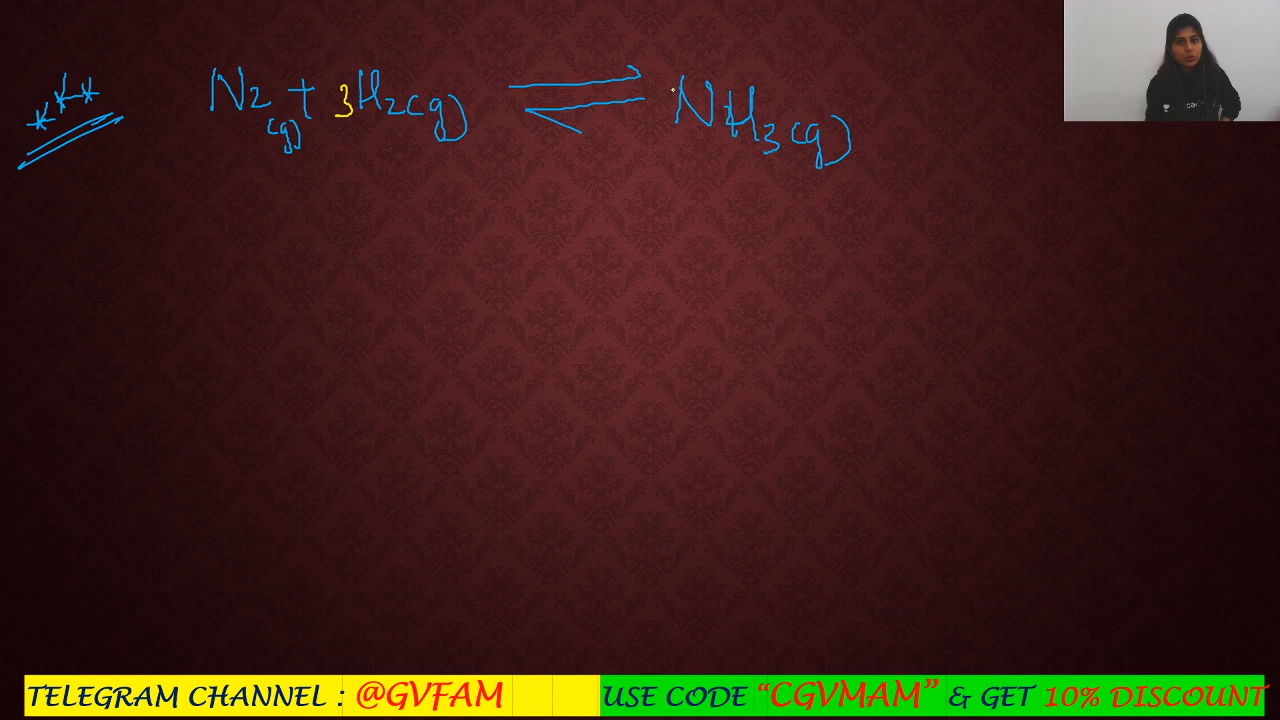 *** N2(g) + 3H2(g) ⇌ NH3(g)
TELEGRAM CHANNEL : @GVFAM
USE CODE “CGVMAM” & GET 10% DISCOUNT